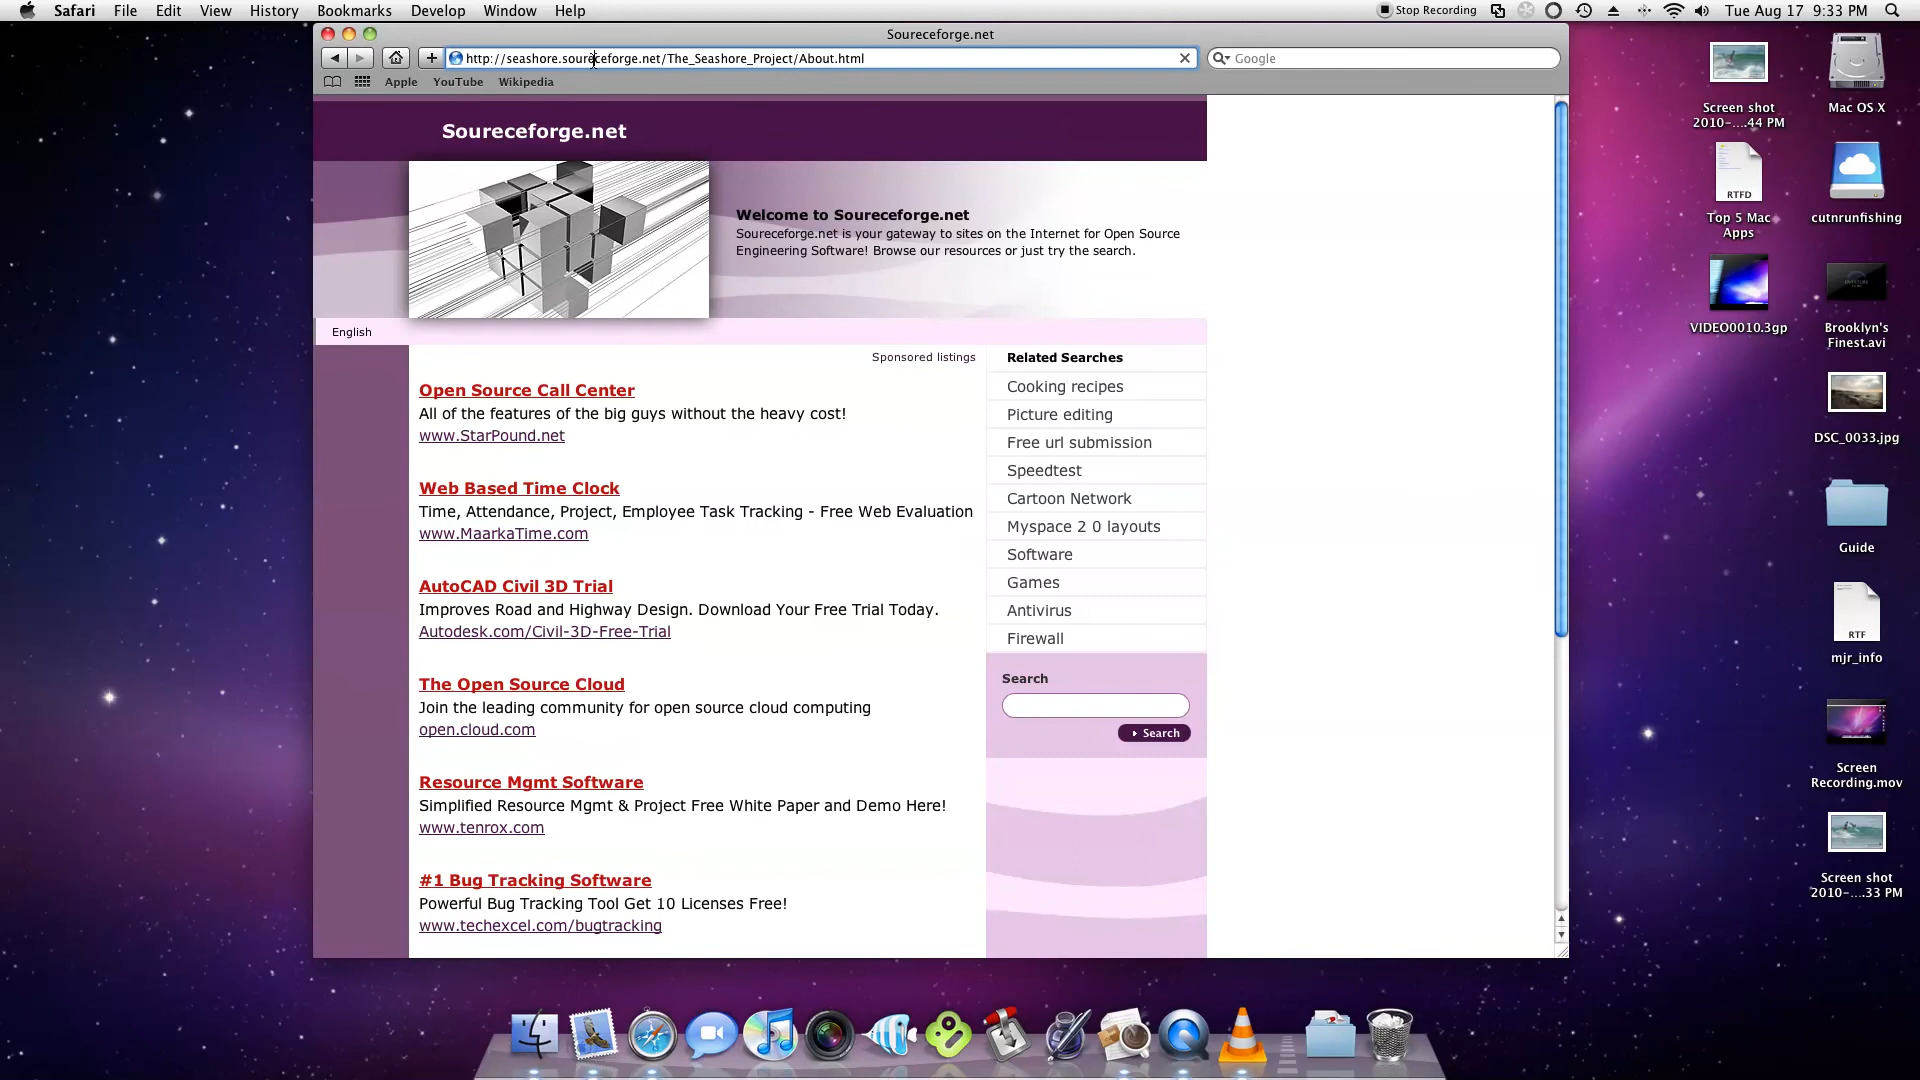 Safari File Edit View History Bookmarks Develop Window Help
Stop Recording
Tue Aug 17 9:33 PM
Soureceforge.net
http://seashore.soureceforge.net/The_Seashore_Project/About.html
Google
Apple YouTube Wikipedia
Soureceforge.net
Welcome to Soureceforge.net
Soureceforge.net is your gateway to sites on the Internet for Open Source
Engineering Software! Browse our resources or just try the search.
English
Sponsored listings
Open Source Call Center
All of the features of the big guys without the heavy cost!
www.StarPound.net
Web Based Time Clock
Time, Attendance, Project, Employee Task Tracking - Free Web Evaluation
www.MaarkaTime.com
AutoCAD Civil 3D Trial
Improves Road and Highway Design. Download Your Free Trial Today.
Autodesk.com/Civil-3D-Free-Trial
The Open Source Cloud
Join the leading community for open source cloud computing
open.cloud.com
Resource Mgmt Software
Simplified Resource Mgmt & Project Free White Paper and Demo Here!
www.tenrox.com
#1 Bug Tracking Software
Powerful Bug Tracking Tool Get 10 Licenses Free!
www.techexcel.com/bugtracking
Related Searches
Cooking recipes
Picture editing
Free url submission
Speedtest
Cartoon Network
Myspace 2 0 layouts
Software
Games
Antivirus
Firewall
Search
Search
Screen shot
2010-....44 PM
RTFD
Top 5 Mac
Apps
VIDEO0010.3gp
Mac OS X
cutnrunfishing
Brooklyn's
Finest.avi
DSC_0033.jpg
Guide
RTF
mjr_info
Screen
Recording.mov
Screen shot
2010-....33 PM